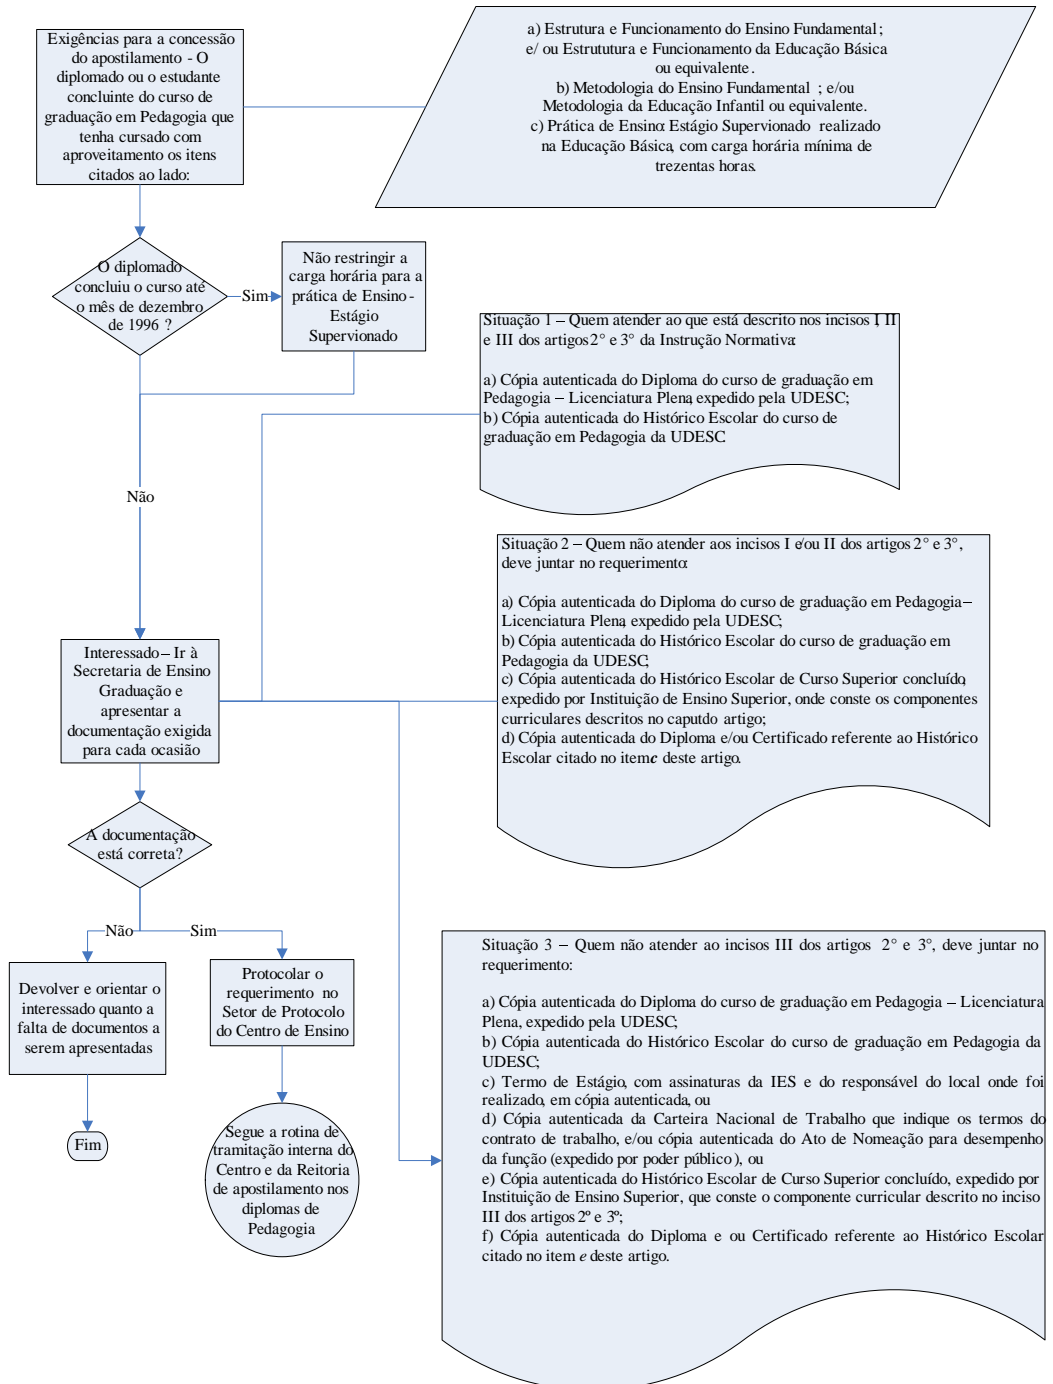 Exigências para a concessão
do apostilamento - O
diplomado ou o estudante
concluinte do curso de
graduação em Pedagogia que
tenha cursado com
aproveitamento os itens
citados ao lado:
a) Estrutura e Funcionamento do Ensino Fundamental;
e/ ou Estrututura e Funcionamento da Educação Básica
ou equivalente.
b) Metodologia do Ensino Fundamental ; e/ou
Metodologia da Educação Infantil ou equivalente.
c) Prática de Ensino: Estágio Supervionado realizado
na Educação Básica, com carga horária mínima de
trezentas horas.
O diplomado
concluiu o curso até
o mês de dezembro
de 1996 ?
Sim
Não restringir a
carga horária para a
prática de Ensino -
Estágio
Supervionado
Não
Situação 1 – Quem atender ao que está descrito nos incisos I, II
e III dos artigos 2° e 3° da Instrução Normativa:
a) Cópia autenticada do Diploma do curso de graduação em
Pedagogia – Licenciatura Plena, expedido pela UDESC;
b) Cópia autenticada do Histórico Escolar do curso de
graduação em Pedagogia da UDESC.
Situação 2 – Quem não atender aos incisos I e/ou II dos artigos 2° e 3°,
deve juntar no requerimento:
a) Cópia autenticada do Diploma do curso de graduação em Pedagogia –
Licenciatura Plena, expedido pela UDESC;
b) Cópia autenticada do Histórico Escolar do curso de graduação em
Pedagogia da UDESC;
c) Cópia autenticada do Histórico Escolar de Curso Superior concluído,
expedido por Instituição de Ensino Superior, onde conste os componentes
curriculares descritos no caputdo artigo;
d) Cópia autenticada do Diploma e/ou Certificado referente ao Histórico
Escolar citado no item c deste artigo.
Interessado – Ir à
Secretaria de Ensino
Graduação e
apresentar a
documentação exigida
para cada ocasião
A documentação
está correta?
Não
Sim
Devolver e orientar o
interessado quanto a
falta de documentos a
serem apresentadas
Fim
Protocolar o
requerimento no
Setor de Protocolo
do Centro de Ensino
Segue a rotina de
tramitação interna do
Centro e da Reitoria
de apostilamento nos
diplomas de
Pedagogia
Situação 3 – Quem não atender ao incisos III dos artigos 2° e 3°, deve juntar no
requerimento:
a) Cópia autenticada do Diploma do curso de graduação em Pedagogia – Licenciatura
Plena, expedido pela UDESC;
b) Cópia autenticada do Histórico Escolar do curso de graduação em Pedagogia da
UDESC;
c) Termo de Estágio, com assinaturas da IES e do responsável do local onde foi
realizado, em cópia autenticada, ou
d) Cópia autenticada da Carteira Nacional de Trabalho que indique os termos do
contrato de trabalho, e/ou cópia autenticada do Ato de Nomeação para desempenho
da função (expedido por poder público), ou
e) Cópia autenticada do Histórico Escolar de Curso Superior concluído, expedido por
Instituição de Ensino Superior, que conste o componente curricular descrito no inciso
III dos artigos 2º e 3º;
f) Cópia autenticada do Diploma e ou Certificado referente ao Histórico Escolar
citado no item e deste artigo.